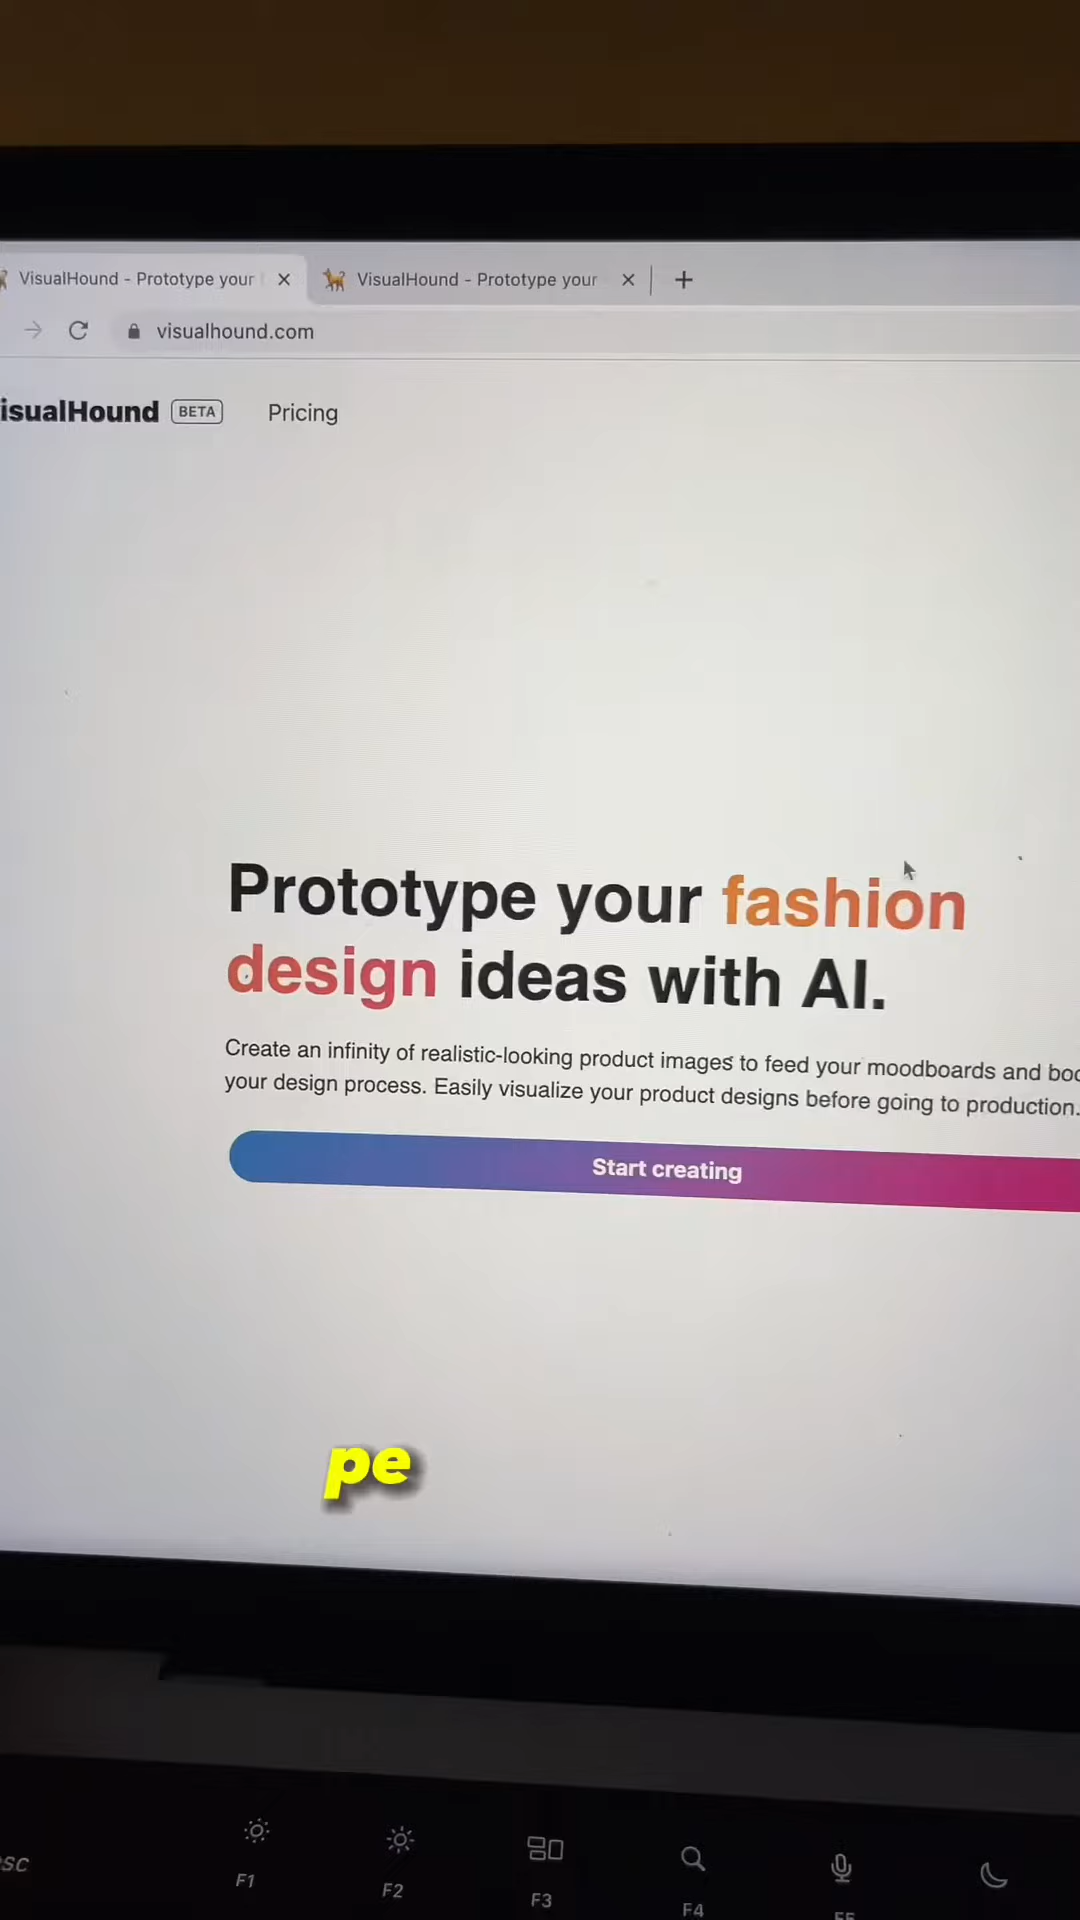 VisualHound - Prototype your
VisualHound - Prototype your
visualhound.com
isualHound BETA Pricing
Prototype your fashion
design ideas with AI.
Create an infinity of realistic-looking product images to feed your moodboards and boo
your design process. Easily visualize your product designs before going to production.
Start creating
pe
sc
F1
F2
F3
F4
F5